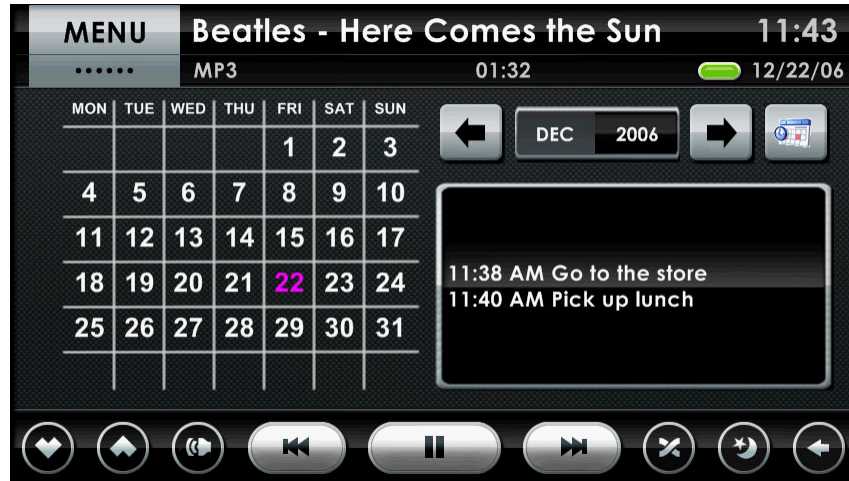 MENU Beatles - Here Comes the Sun 11:43
MP3 01:32 12/22/06
MON TUE WED THU FRI SAT SUN
DEC 2006
1 2 3
4 5 6 7 8 9 10
11 12 13 14 15 16 17
18 19 20 21 22 23 24
25 26 27 28 29 30 31
11:38 AM Go to the store
11:40 AM Pick up lunch